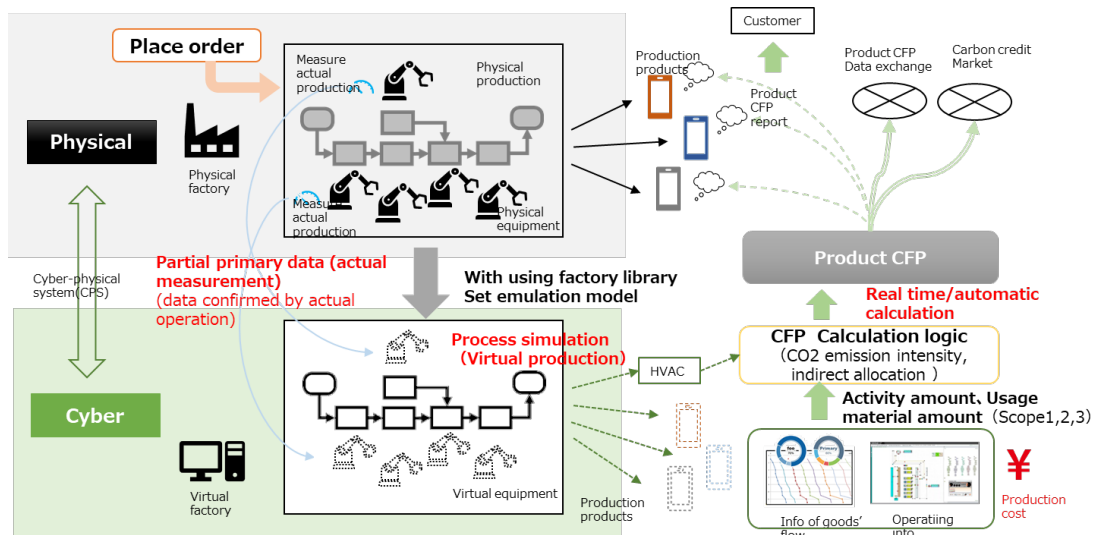 Place order
Measure
actual
production
Physical
production
Physical
Physical
factory
Measure
actual
production
Physical
equipment
Production
products
Customer
Product
CFP
report
Product CFP
Data exchange
Carbon credit
Market
Cyber-physical
system(CPS)
Partial primary data (actual
measurement)
(data confirmed by actual
operation)
With using factory library
Set emulation model
Product CFP
Real time/automatic
calculation
Process simulation
（Virtual production）
HVAC
CFP Calculation logic
（CO2 emission intensity,
indirect allocation ）
Activity amount、Usage
material amount（Scope1,2,3）
Cyber
Virtual
factory
Virtual equipment
Production
products
¥
Production
cost
Info of goods’
flow
Operatiing
into